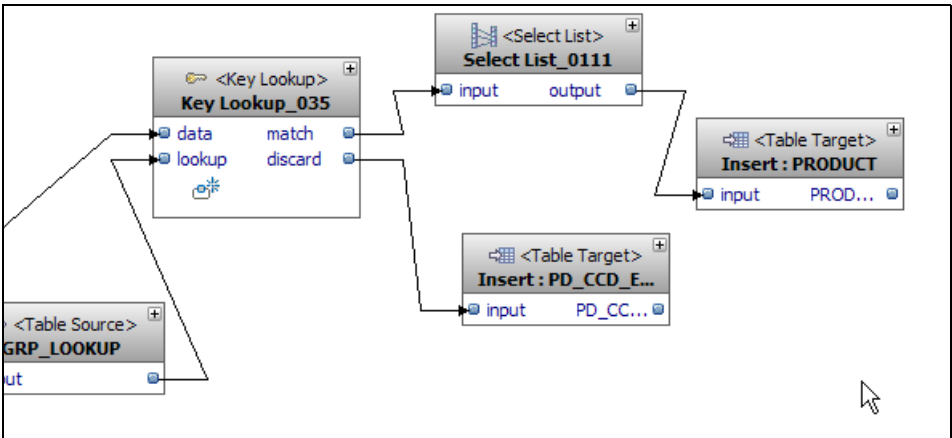 <Select List>
Select List_0111
input output
<Key Lookup>
Key Lookup_035
data match
lookup discard
<Table Target>
Insert : PRODUCT
input PROD...
<Table Target>
Insert : PD_CCD_E...
input PD_CC...
<Table Source>
GRP_LOOKUP
ut